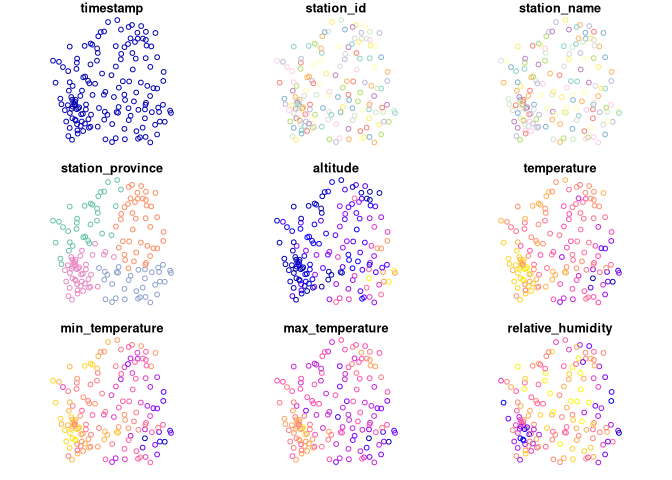 timestamp
station_id
station_name
station_province
altitude
temperature
min_temperature
max_temperature
relative_humidity